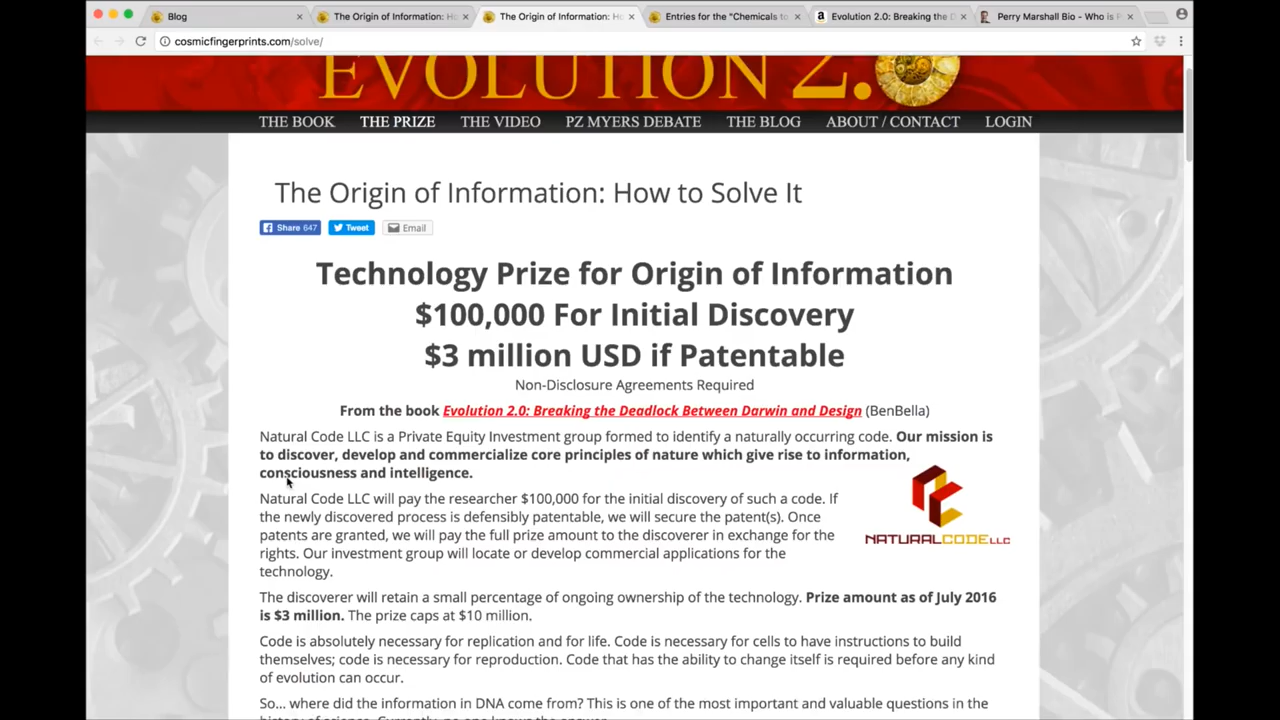 Blog
The Origin of Information: Ho
The Origin of Information: Ho
Entries for the "Chemicals to
Evolution 2.0: Breaking the D
Perry Marshall Bio - Who is P
cosmicfingerprints.com/solve/
EVOLUTION 2.0
THE BOOK THE PRIZE THE VIDEO PZ MYERS DEBATE THE BLOG ABOUT / CONTACT LOGIN
The Origin of Information: How to Solve It
Share 647 Tweet Email
Technology Prize for Origin of Information
$100,000 For Initial Discovery
$3 million USD if Patentable
Non-Disclosure Agreements Required
From the book Evolution 2.0: Breaking the Deadlock Between Darwin and Design (BenBella)
Natural Code LLC is a Private Equity Investment group formed to identify a naturally occurring code. Our mission is
to discover, develop and commercialize core principles of nature which give rise to information,
consciousness and intelligence.
Natural Code LLC will pay the researcher $100,000 for the initial discovery of such a code. If
the newly discovered process is defensibly patentable, we will secure the patent(s). Once
patents are granted, we will pay the full prize amount to the discoverer in exchange for the
rights. Our investment group will locate or develop commercial applications for the
technology.
NATURALCODE LLC
The discoverer will retain a small percentage of ongoing ownership of the technology. Prize amount as of July 2016
is $3 million. The prize caps at $10 million.
Code is absolutely necessary for replication and for life. Code is necessary for cells to have instructions to build
themselves; code is necessary for reproduction. Code that has the ability to change itself is required before any kind
of evolution can occur.
So... where did the information in DNA come from? This is one of the most important and valuable questions in the
history of science. Currently, no one knows the answer.